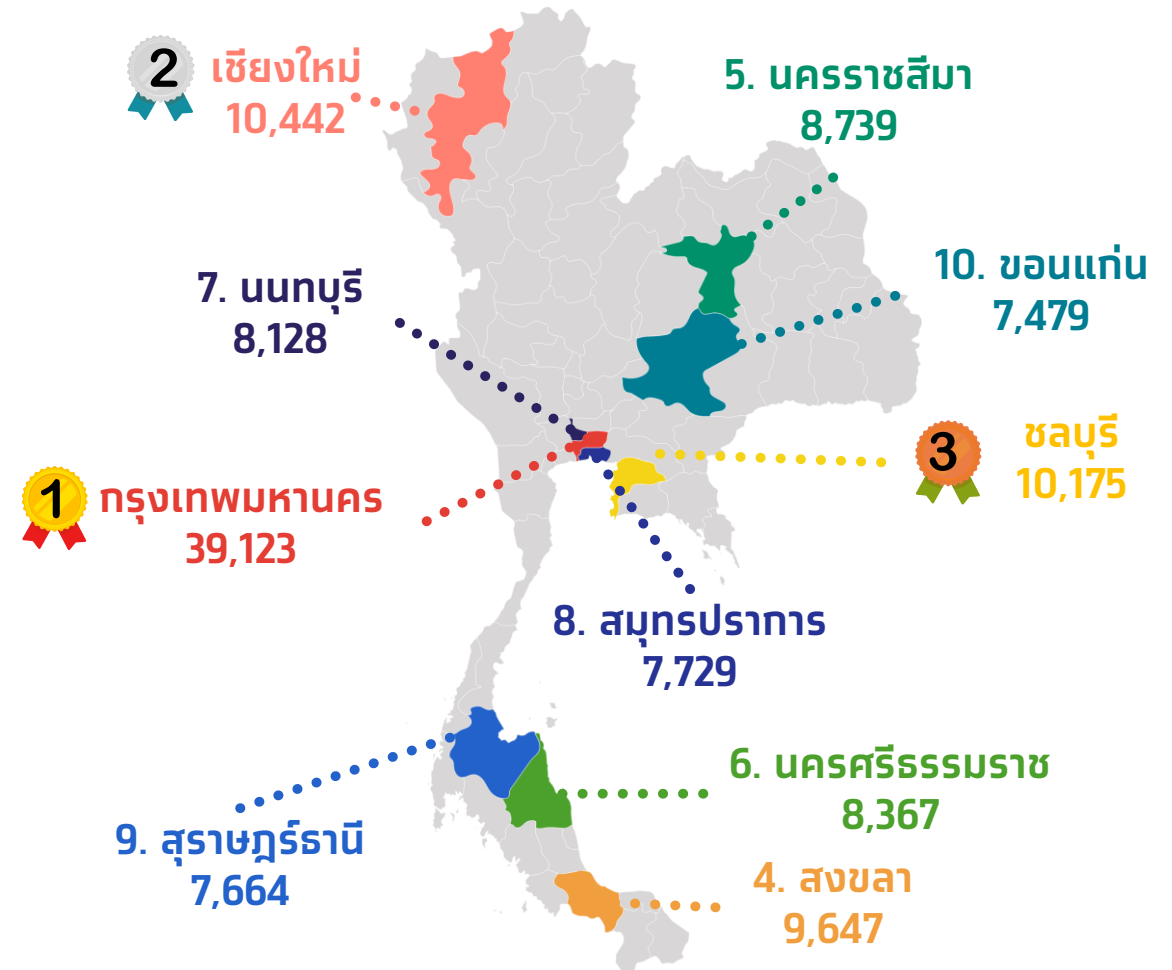 2
เชียงใหม่
10,442
5. นครราชสีมา
8,739
10. ขอนแก่น
7,479
7. นนทบุรี
8,128
3
ชลบุรี
10,175
1
กรุงเทพมหานคร
39,123
8. สมุทรปราการ
7,729
6. นครศรีธรรมราช
8,367
9. สุราษฎร์ธานี
7,664
4. สงขลา
9,647